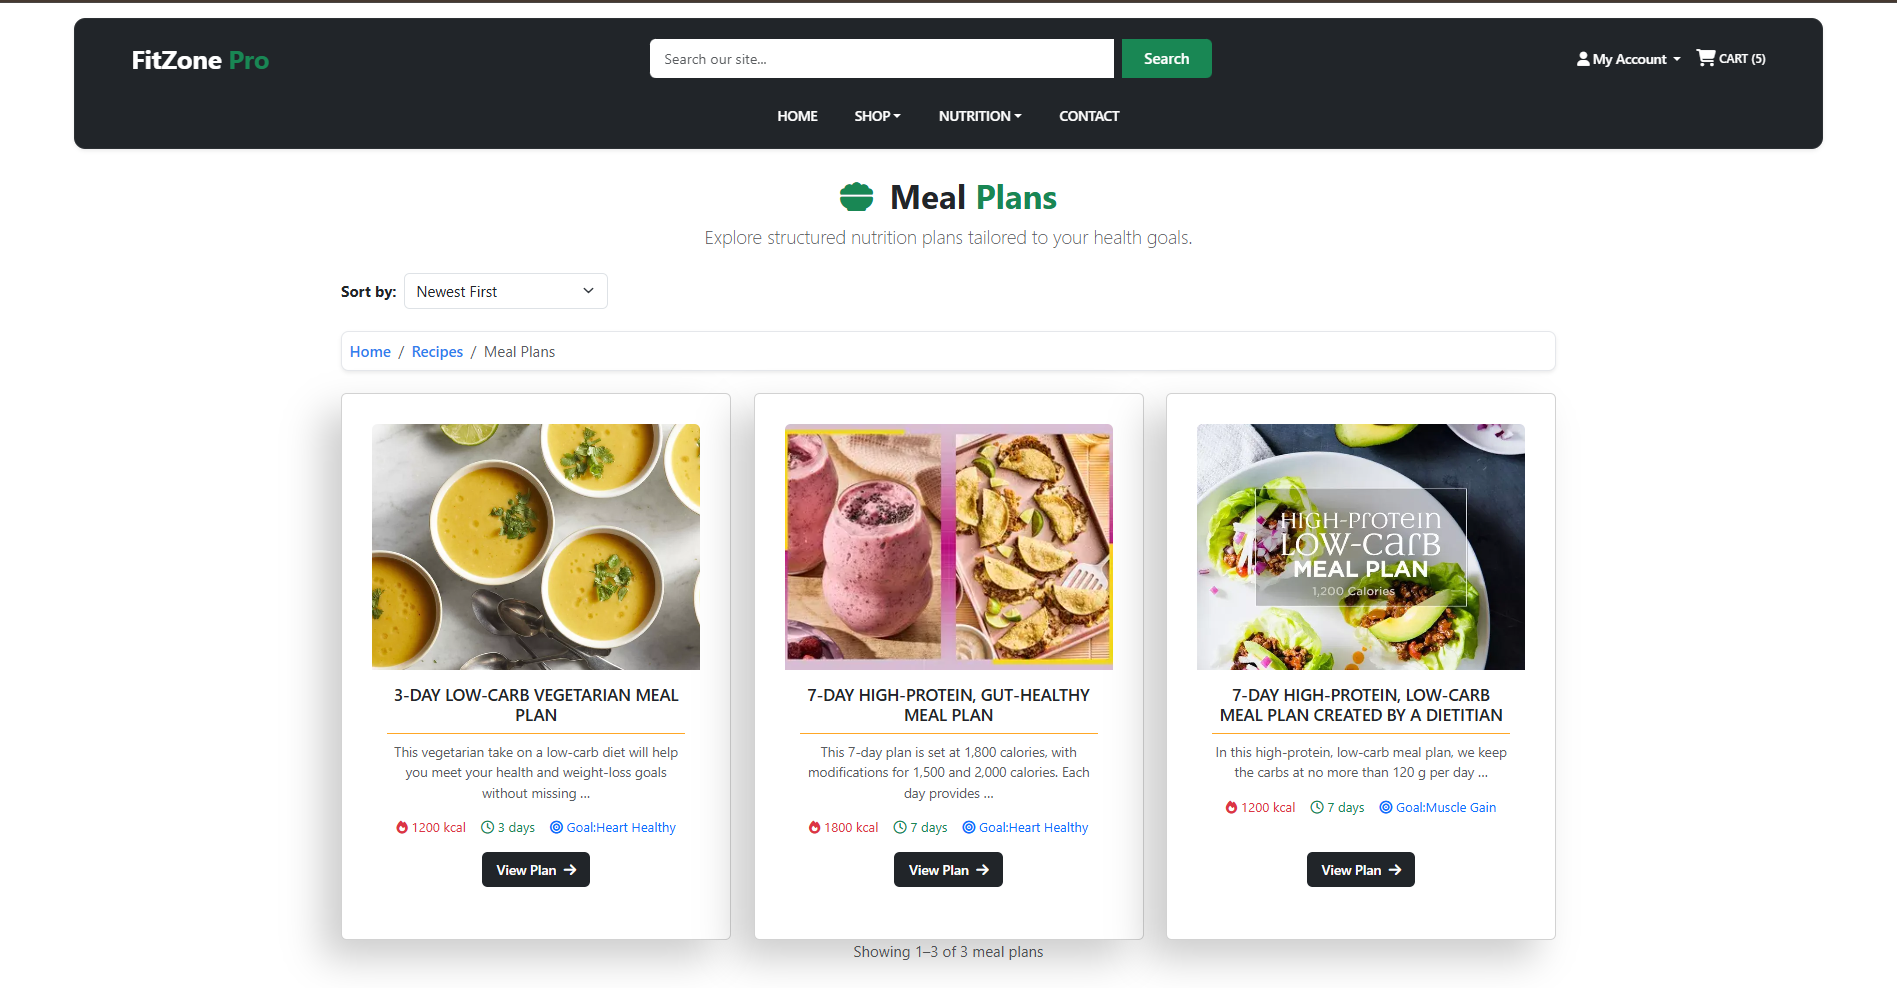 FitZone Pro
Search our site...
Search
My Account
CART (5)
HOME
SHOP
NUTRITION
CONTACT
Meal Plans
Explore structured nutrition plans tailored to your health goals.
Sort by:
Newest First
Home / Recipes / Meal Plans
3-DAY LOW-CARB VEGETARIAN MEAL
PLAN
This vegetarian take on a low-carb diet will help
you meet your health and weight-loss goals
without missing ...
1200 kcal
3 days
Goal:Heart Healthy
View Plan
7-DAY HIGH-PROTEIN, GUT-HEALTHY
MEAL PLAN
This 7-day plan is set at 1,800 calories, with
modifications for 1,500 and 2,000 calories. Each
day provides ...
1800 kcal
7 days
Goal:Heart Healthy
View Plan
HIGH-PROTEIN
LOW-CARB
MEAL PLAN
1,200 Calories
7-DAY HIGH-PROTEIN, LOW-CARB
MEAL PLAN CREATED BY A DIETITIAN
In this high-protein, low-carb meal plan, we keep
the carbs at no more than 120 g per day ...
1200 kcal
7 days
Goal:Muscle Gain
View Plan
Showing 1–3 of 3 meal plans